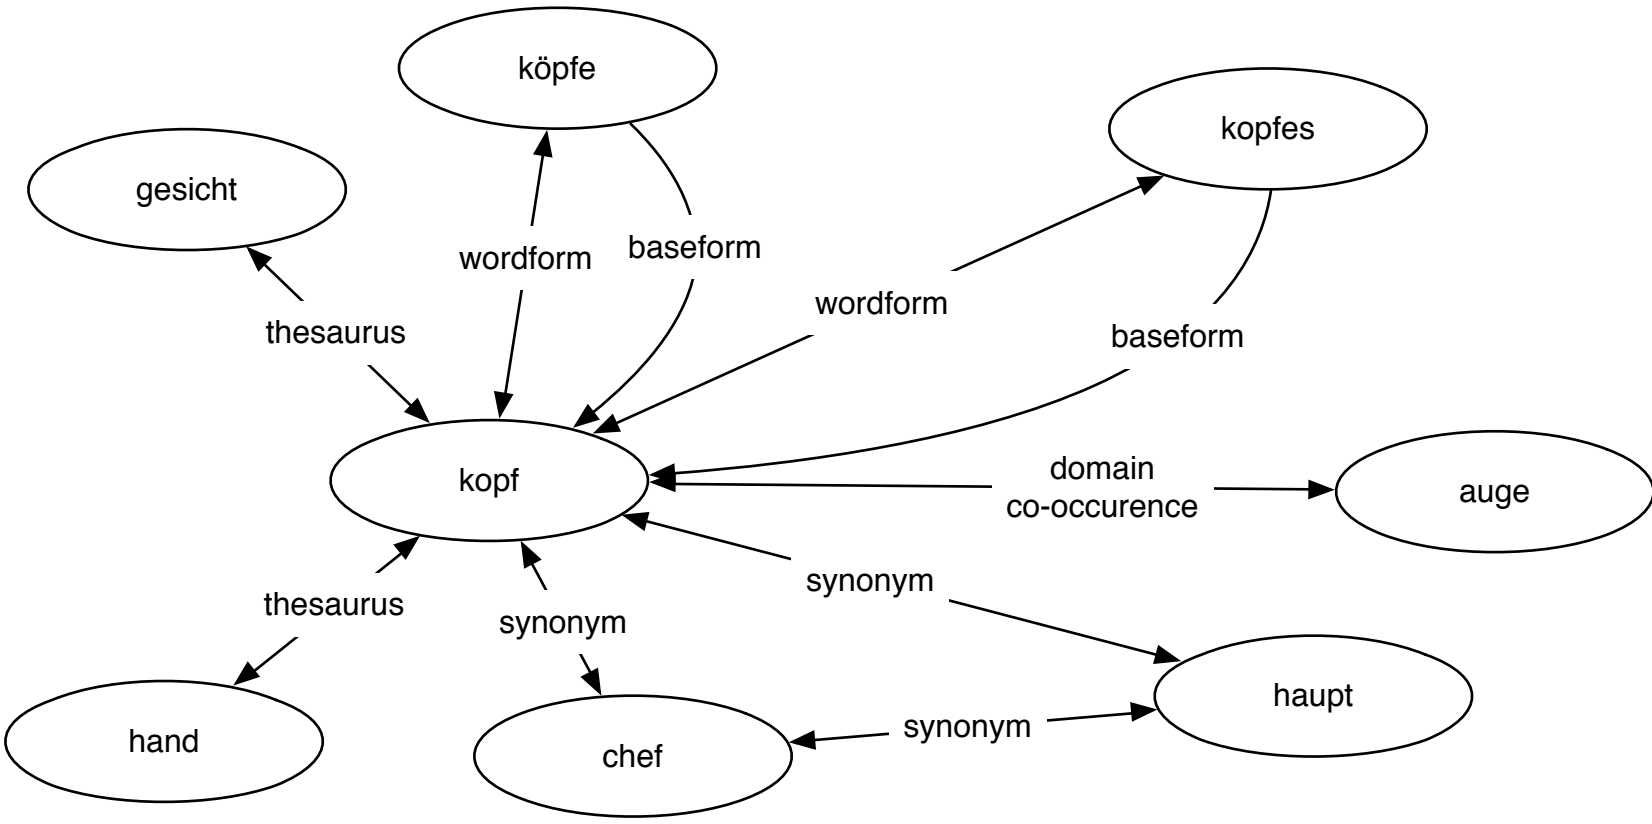 köpfe
kopfes
gesicht
wordform
baseform
wordform
thesaurus
baseform
kopf
domain
co-occurence
auge
synonym
thesaurus
synonym
haupt
synonym
hand
chef